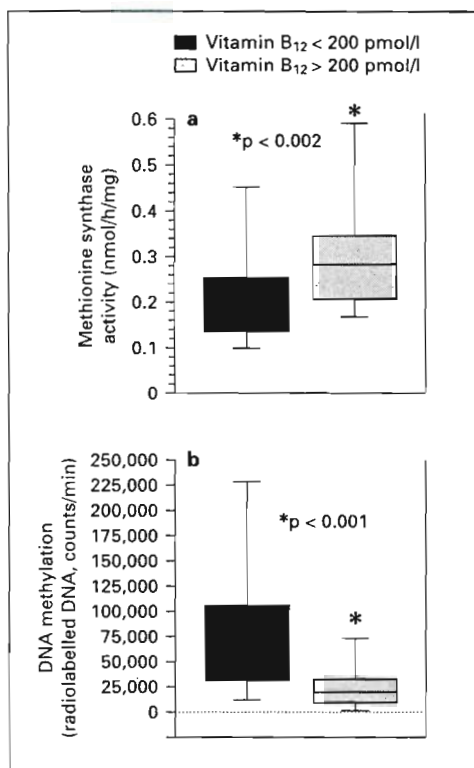 Vitamin B₁₂ < 200 pmol/l
Vitamin B₁₂ > 200 pmol/l
a
*p < 0.002
*
Methionine synthase
activity (nmol/h/mg)
0.6
0.5
0.4
0.3
0.2
0.1
0
b
*p < 0.001
*
DNA methylation
(radiolabelled DNA, counts/min)
250,000
225,000
200,000
175,000
150,000
125,000
100,000
75,000
50,000
25,000
0